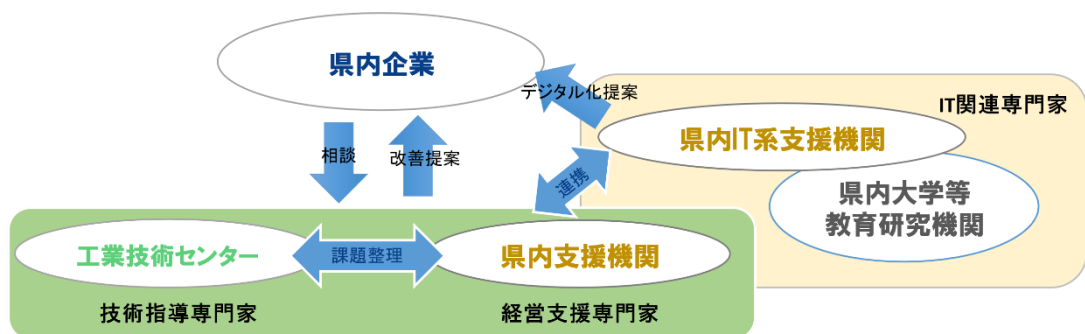 県内企業
デジタル化提案
IT関連専門家
県内IT系支援機関
相談
改善提案
連携
県内大学等
教育研究機関
工業技術センター
課題整理
県内支援機関
技術指導専門家
経営支援専門家